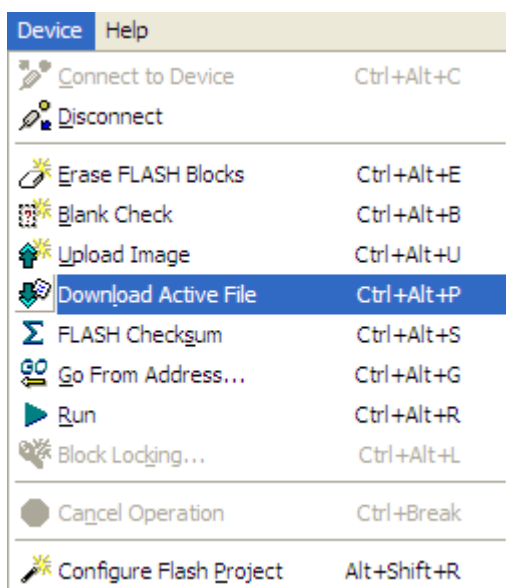 Device Help
Connect to Device Ctrl+Alt+C
Disconnect
Erase FLASH Blocks Ctrl+Alt+E
Blank Check Ctrl+Alt+B
Upload Image Ctrl+Alt+U
Download Active File Ctrl+Alt+P
Σ FLASH Checksum Ctrl+Alt+S
GO Go From Address... Ctrl+Alt+G
Run Ctrl+Alt+R
Block Locking... Ctrl+Alt+L
Cancel Operation Ctrl+Break
Configure Flash Project Alt+Shift+R